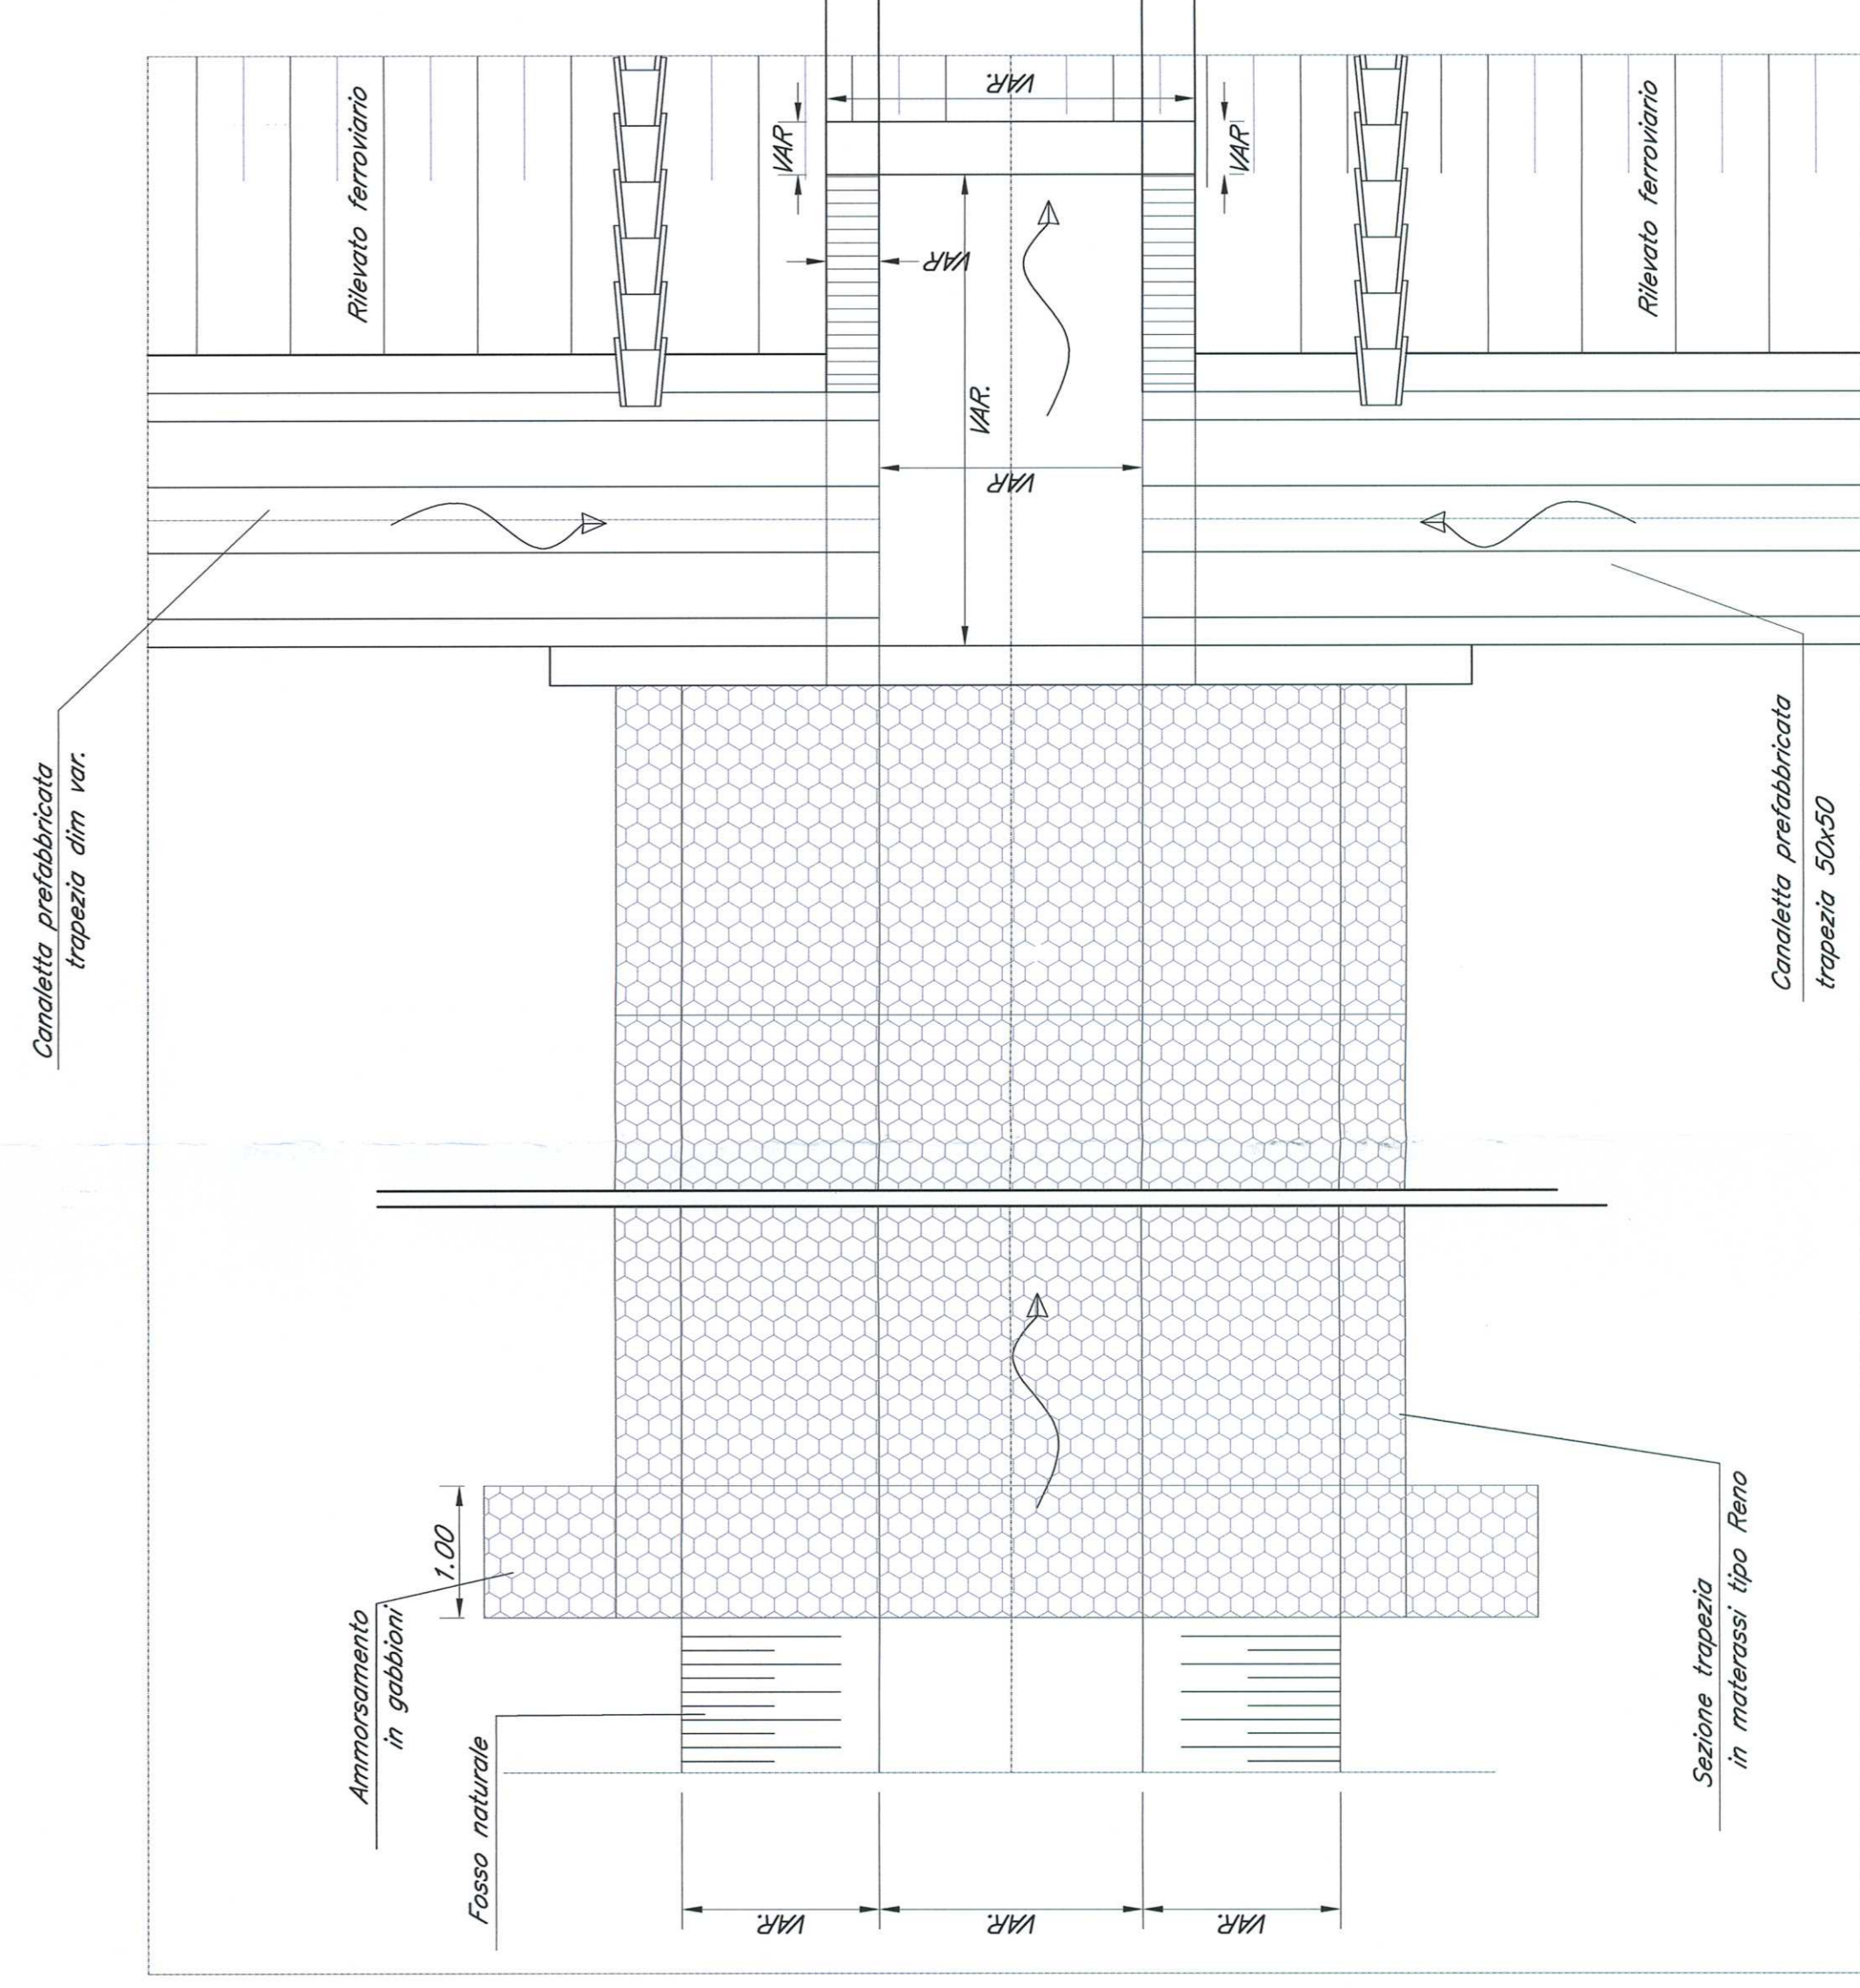 Rilevato ferroviario
VAR.
VAR
VAR
Rilevato ferroviario
VAR
VAR.
VAR
Canaletta prefabbricata
trapezia dim var.
Canaletta prefabbricata
trapezia 50x50
1.00
Ammorsamento
in gabbioni
Fosso naturale
Sezione trapezia
in materassi tipo Reno
VAR.
VAR.
VAR.